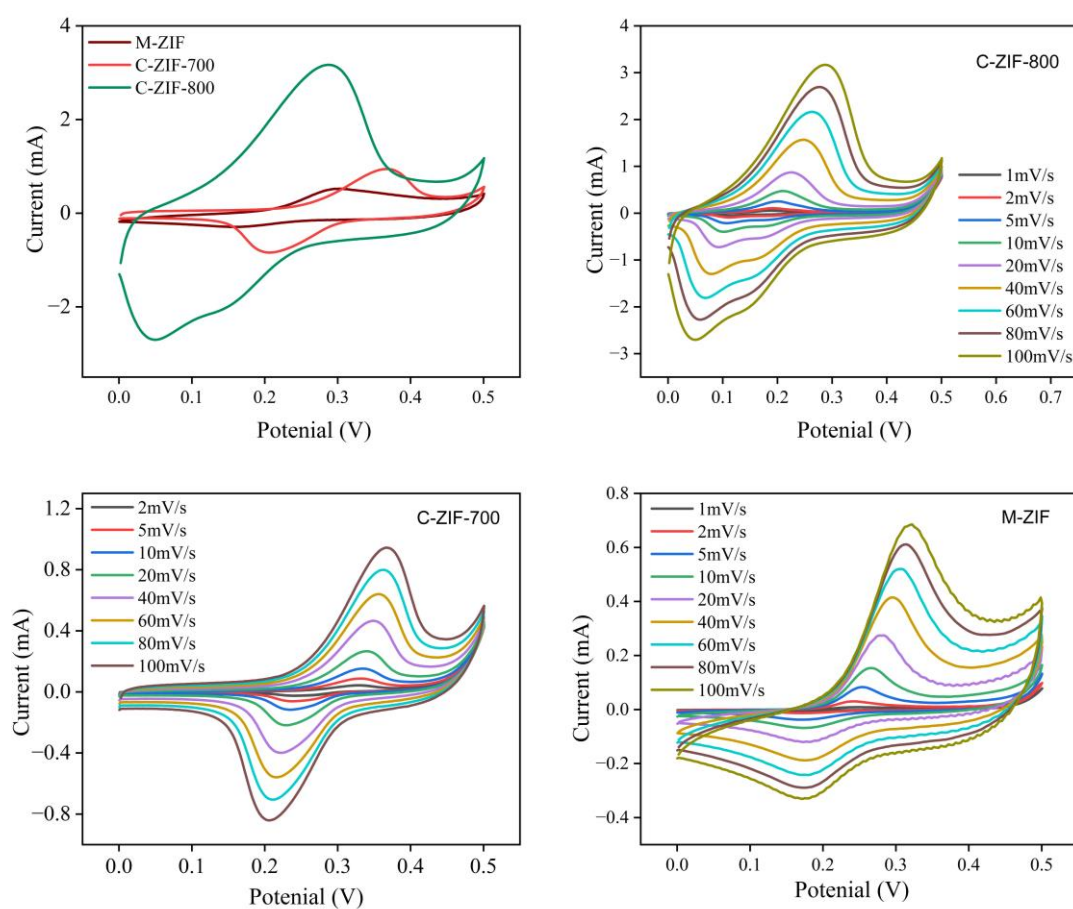 M-ZIF
C-ZIF-700
C-ZIF-800
4
2
0
−2
Current (mA)
0.0 0.1 0.2 0.3 0.4 0.5
Potenial (V)
C-ZIF-800
4
3
2
1
0
−1
−2
−3
Current (mA)
1mV/s
2mV/s
5mV/s
10mV/s
20mV/s
40mV/s
60mV/s
80mV/s
100mV/s
0.0 0.1 0.2 0.3 0.4 0.5 0.6 0.7
Potenial (V)
C-ZIF-700
2mV/s
5mV/s
10mV/s
20mV/s
40mV/s
60mV/s
80mV/s
100mV/s
1.2
0.8
0.4
0.0
−0.4
−0.8
Current (mA)
0.0 0.1 0.2 0.3 0.4 0.5
Potenial (V)
M-ZIF
1mV/s
2mV/s
5mV/s
10mV/s
20mV/s
40mV/s
60mV/s
80mV/s
100mV/s
0.8
0.6
0.4
0.2
0.0
−0.2
−0.4
Current (mA)
0.0 0.1 0.2 0.3 0.4 0.5
Potenial (V)